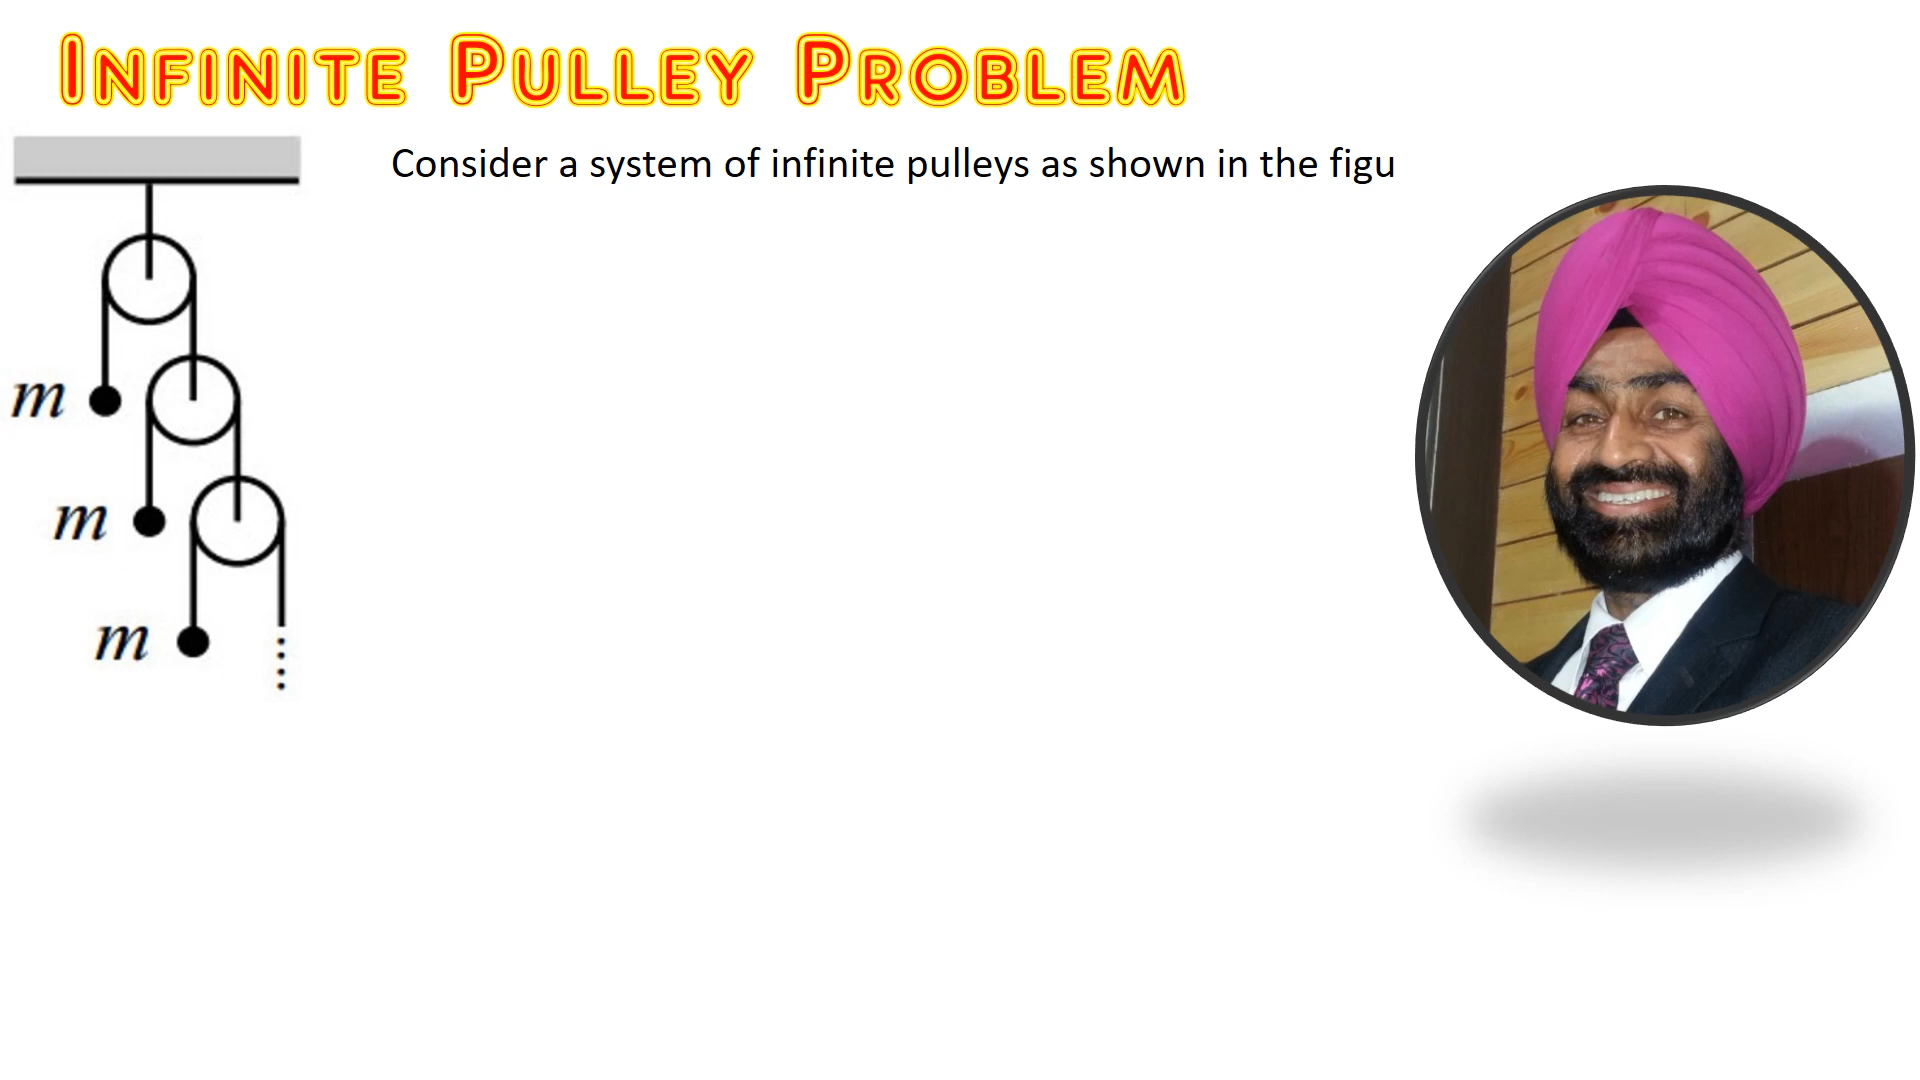 Infinite Pulley Problem
Consider a system of infinite pulleys as shown in the figu
m
m
m